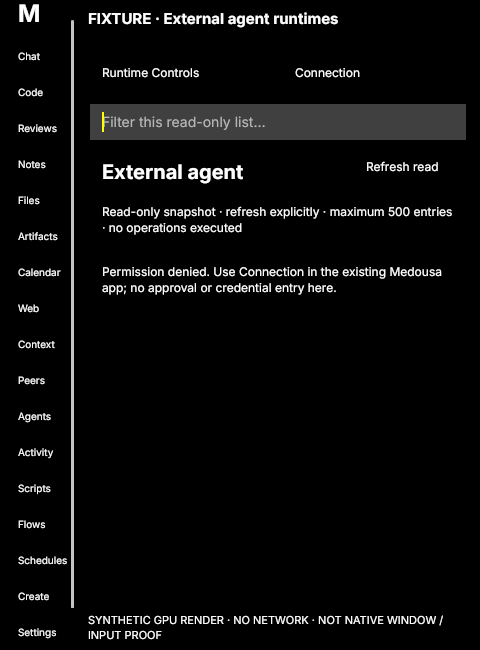 M
Chat
Code
Reviews
Notes
Files
Artifacts
Calendar
Web
Context
Peers
Agents
Activity
Scripts
Flows
Schedules
Create
Settings
FIXTURE · External agent runtimes
Runtime Controls
Connection
Filter this read-only list...
External agent
Refresh read
Read-only snapshot · refresh explicitly · maximum 500 entries
· no operations executed
Permission denied. Use Connection in the existing Medousa
app; no approval or credential entry here.
SYNTHETIC GPU RENDER · NO NETWORK · NOT NATIVE WINDOW /
INPUT PROOF